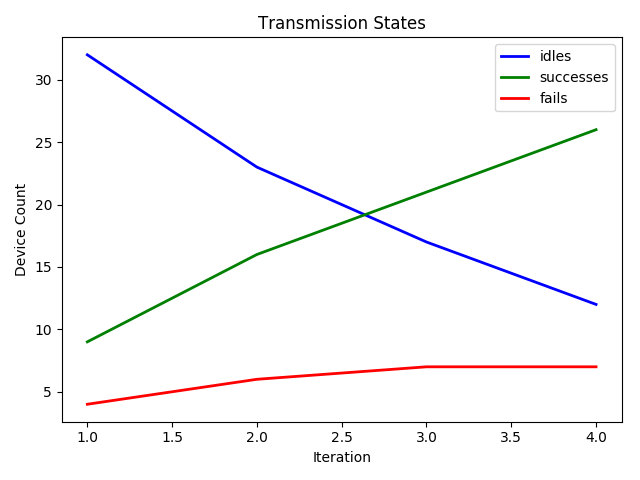 Transmission States
idles
successes
fails
Device Count
30
25
20
15
10
5
1.0 1.5 2.0 2.5 3.0 3.5 4.0
Iteration